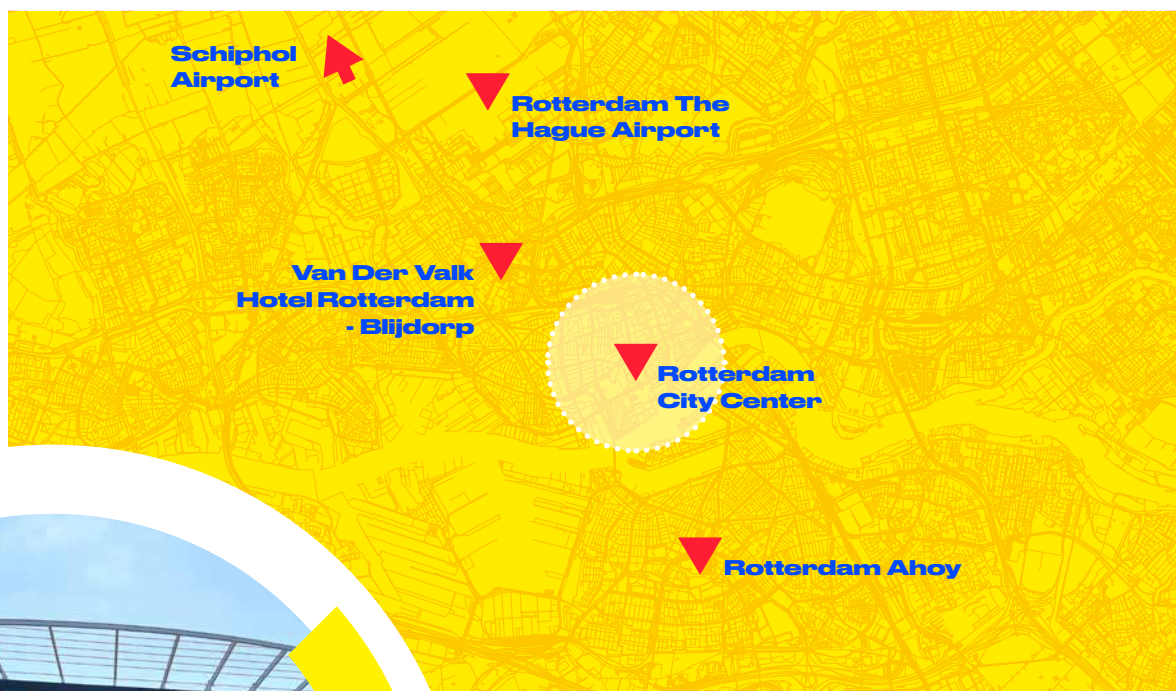 Schiphol
Airport
Rotterdam The
Hague Airport
Van Der Valk
Hotel Rotterdam
- Blijdorp
Rotterdam
City Center
Rotterdam Ahoy